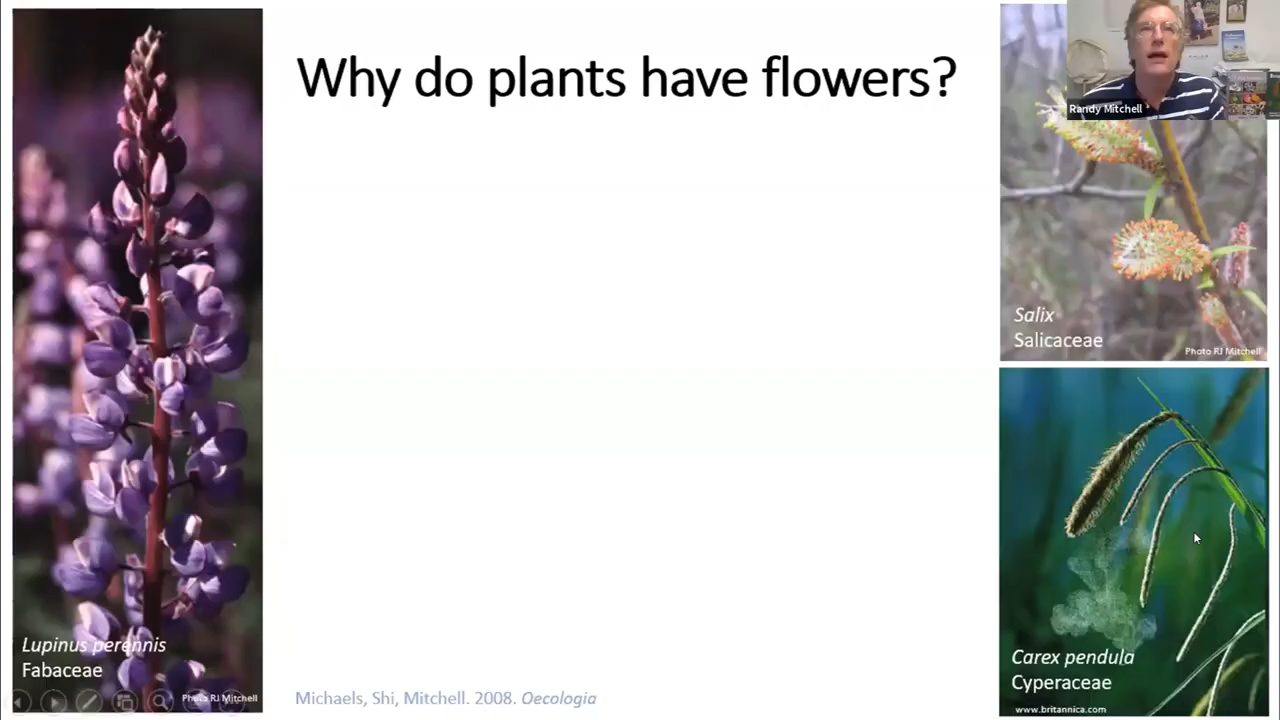 Why do plants have flowers?
Randy Mitchell
Salix
Salicaceae
Photo RJ Mitchell
Lupinus perennis
Fabaceae
Photo RJ Mitchell
Carex pendula
Cyperaceae
www.britannica.com
Michaels, Shi, Mitchell. 2008. Oecologia